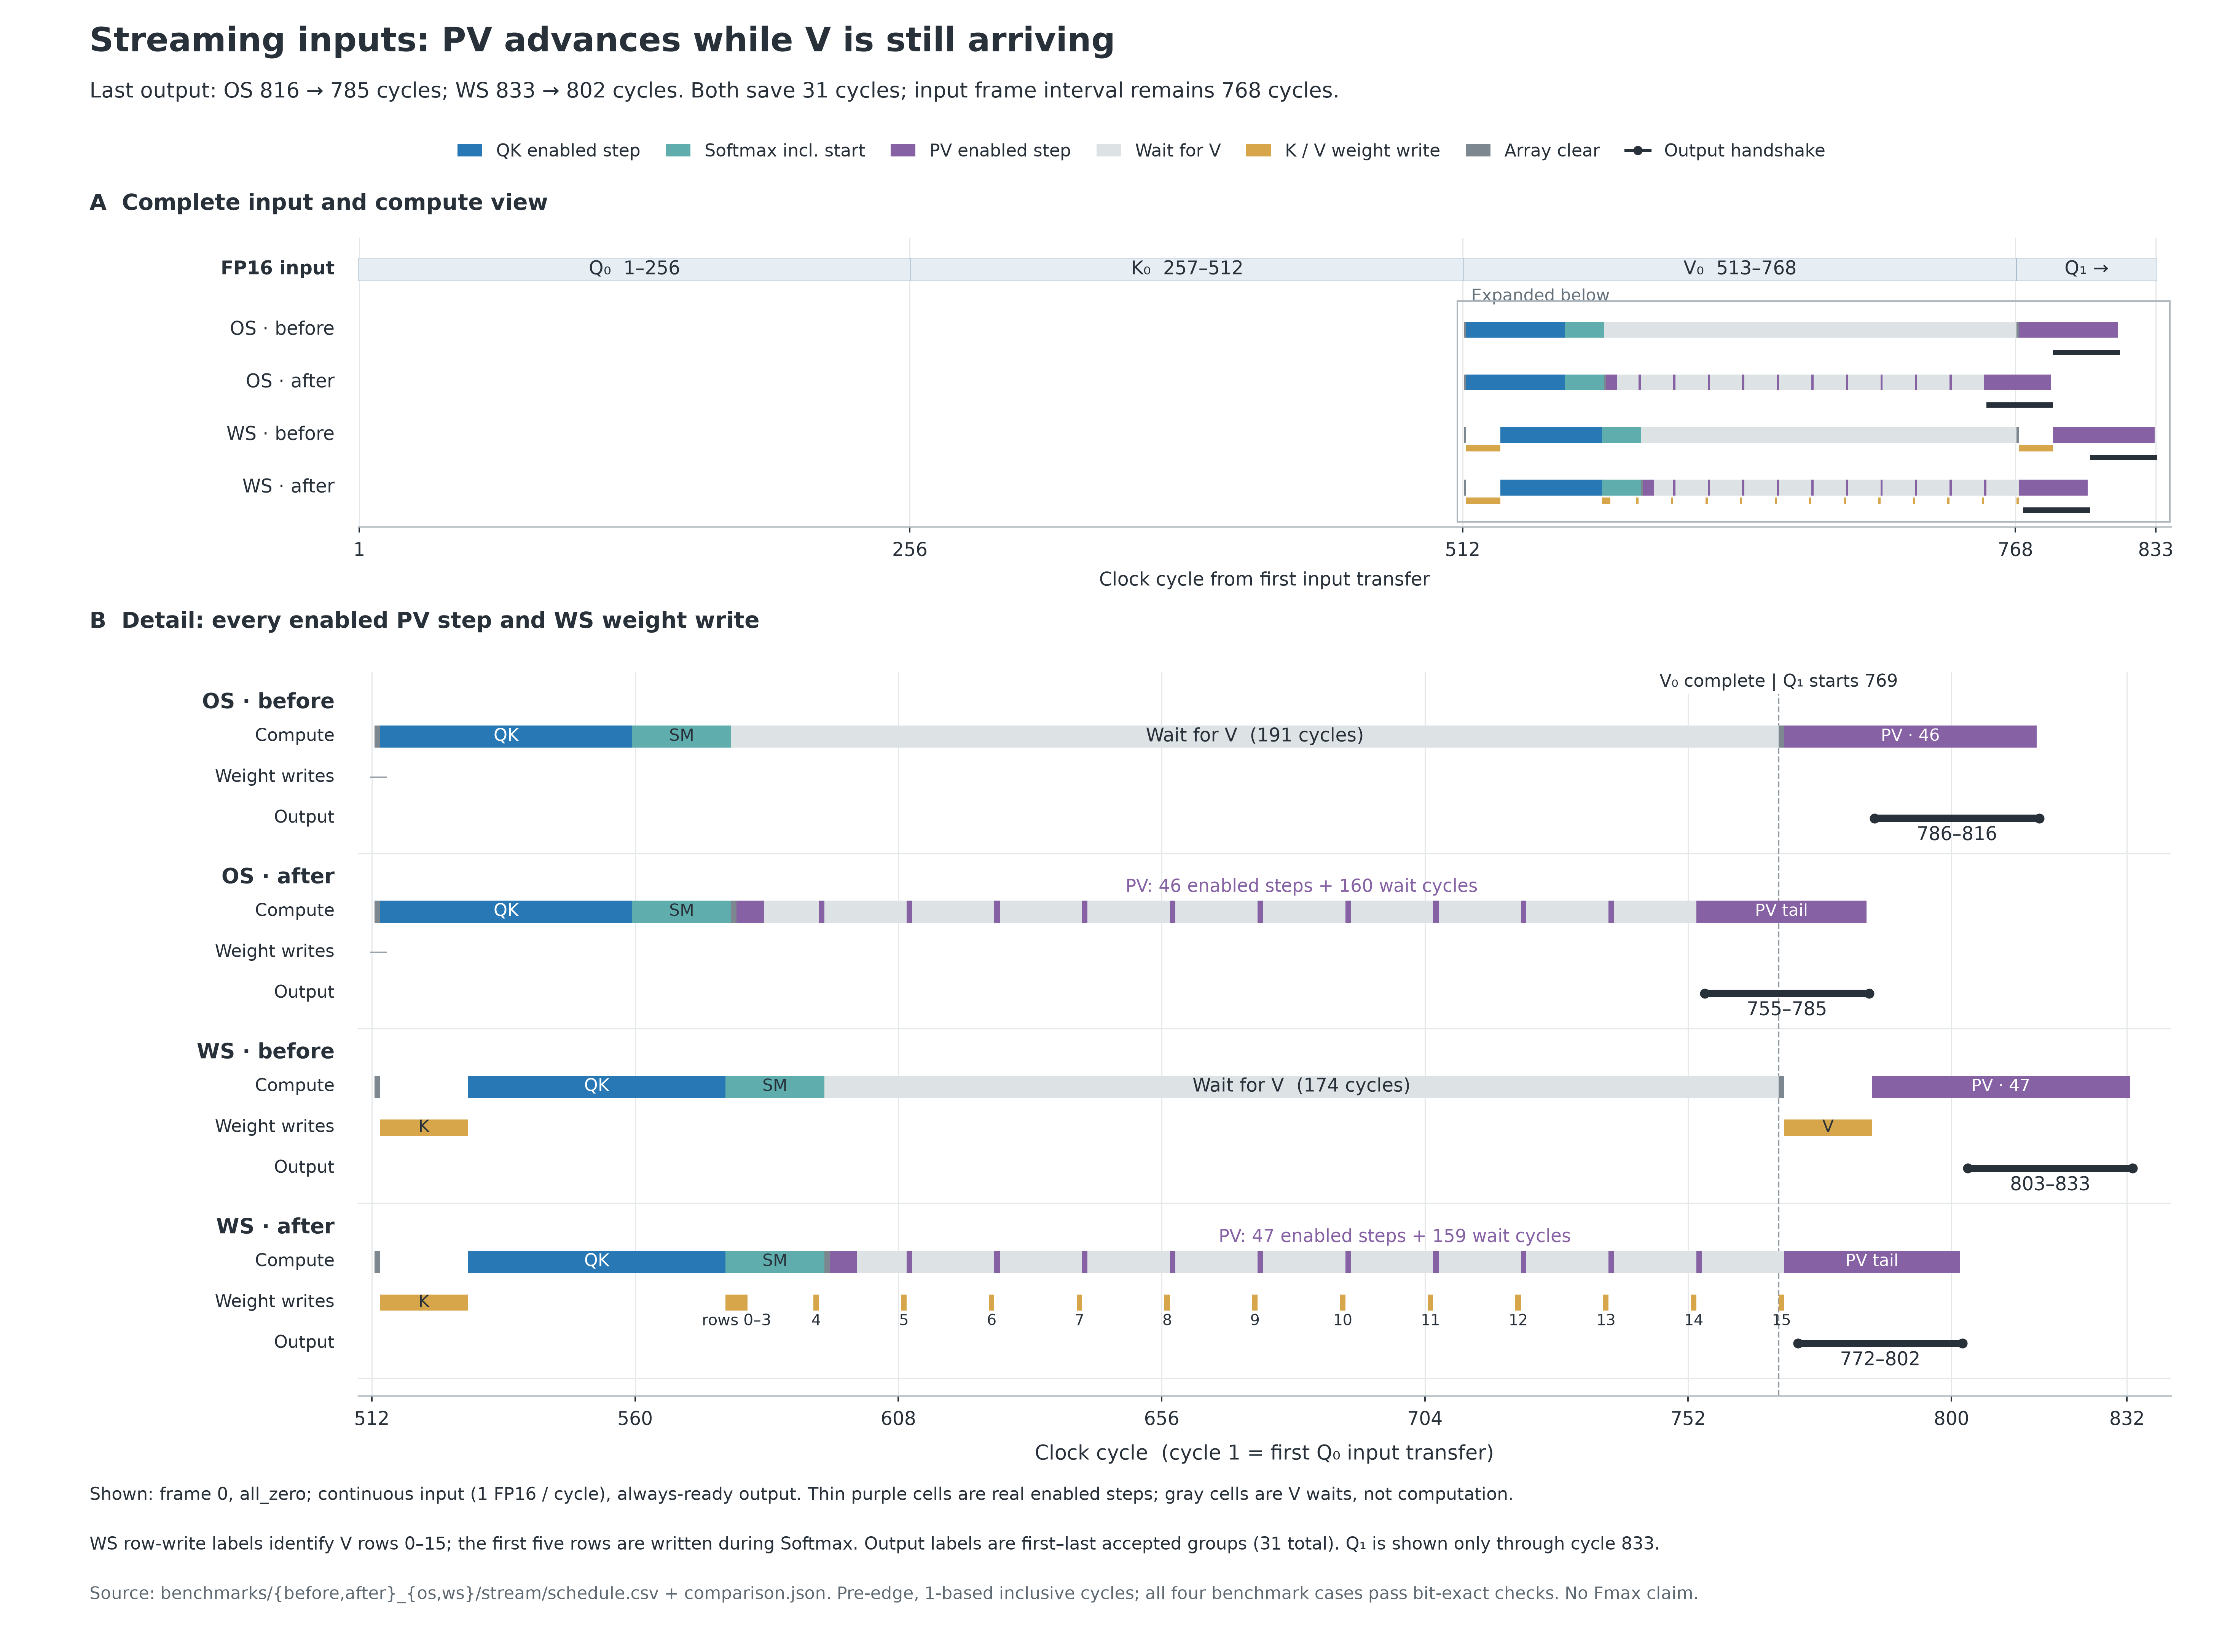 Streaming inputs: PV advances while V is still arriving
Last output: OS 816 → 785 cycles; WS 833 → 802 cycles. Both save 31 cycles; input frame interval remains 768 cycles.
QK enabled step Softmax incl. start PV enabled step Wait for V K / V weight write Array clear Output handshake
A Complete input and compute view
FP16 input Q₀ 1–256 K₀ 257–512 V₀ 513–768 Q₁ →
Expanded below
OS · before
OS · after
WS · before
WS · after
1 256 512 768 833
Clock cycle from first input transfer
B Detail: every enabled PV step and WS weight write
V₀ complete | Q₁ starts 769
OS · before
Compute QK SM Wait for V (191 cycles) PV · 46
Weight writes —
Output
786–816
OS · after
PV: 46 enabled steps + 160 wait cycles
Compute QK SM PV tail
Weight writes —
Output
755–785
WS · before
Compute QK SM Wait for V (174 cycles) PV · 47
Weight writes K V
Output
803–833
WS · after
PV: 47 enabled steps + 159 wait cycles
Compute QK SM PV tail
Weight writes K
rows 0–3 4 5 6 7 8 9 10 11 12 13 14 15
Output
772–802
512 560 608 656 704 752 800 832
Clock cycle (cycle 1 = first Q₀ input transfer)
Shown: frame 0, all_zero; continuous input (1 FP16 / cycle), always-ready output. Thin purple cells are real enabled steps; gray cells are V waits, not computation.
WS row-write labels identify V rows 0–15; the first five rows are written during Softmax. Output labels are first–last accepted groups (31 total). Q₁ is shown only through cycle 833.
Source: benchmarks/{before,after}_{os,ws}/stream/schedule.csv + comparison.json. Pre-edge, 1-based inclusive cycles; all four benchmark cases pass bit-exact checks. No Fmax claim.